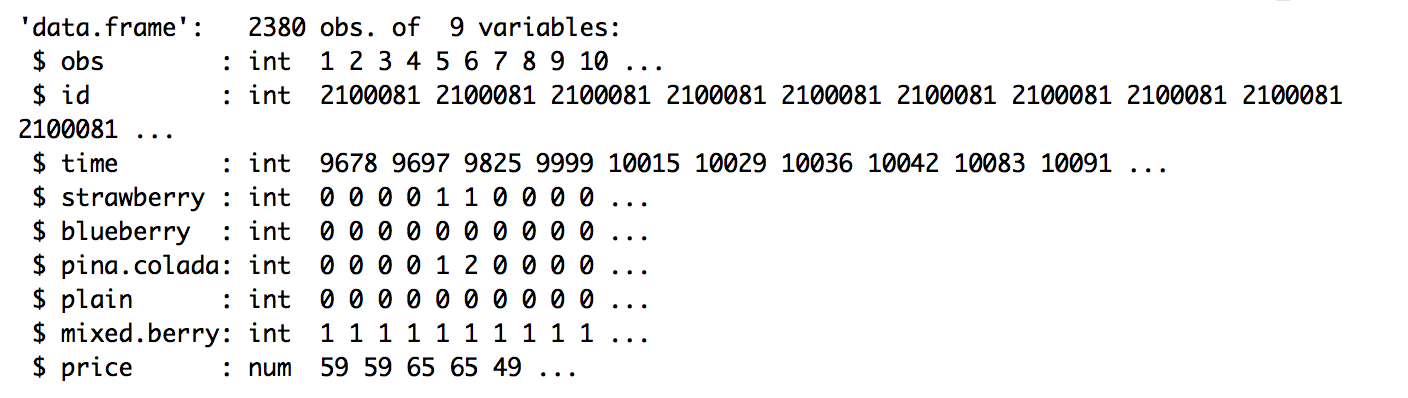 'data.frame':   2380 obs. of  9 variables:
 $ obs        : int  1 2 3 4 5 6 7 8 9 10 ...
 $ id         : int  2100081 2100081 2100081 2100081 2100081 2100081 2100081 2100081 2100081
2100081 ...
 $ time       : int  9678 9697 9825 9999 10015 10029 10036 10042 10083 10091 ...
 $ strawberry : int  0 0 0 0 1 1 0 0 0 0 ...
 $ blueberry  : int  0 0 0 0 0 0 0 0 0 0 ...
 $ pina.colada: int  0 0 0 0 1 2 0 0 0 0 ...
 $ plain      : int  0 0 0 0 0 0 0 0 0 0 ...
 $ mixed.berry: int  1 1 1 1 1 1 1 1 1 1 ...
 $ price      : num  59 59 65 65 49 ...